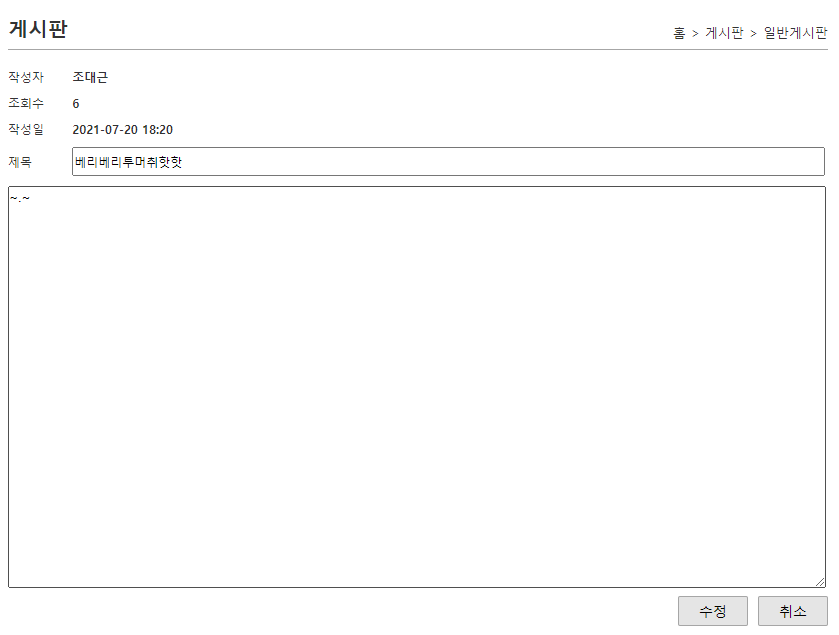 게시판
홈 > 게시판 > 일반게시판
작성자 조대근
조회수 6
작성일 2021-07-20 18:20
제목 베리베리투머취핫핫
~.~
수정 취소